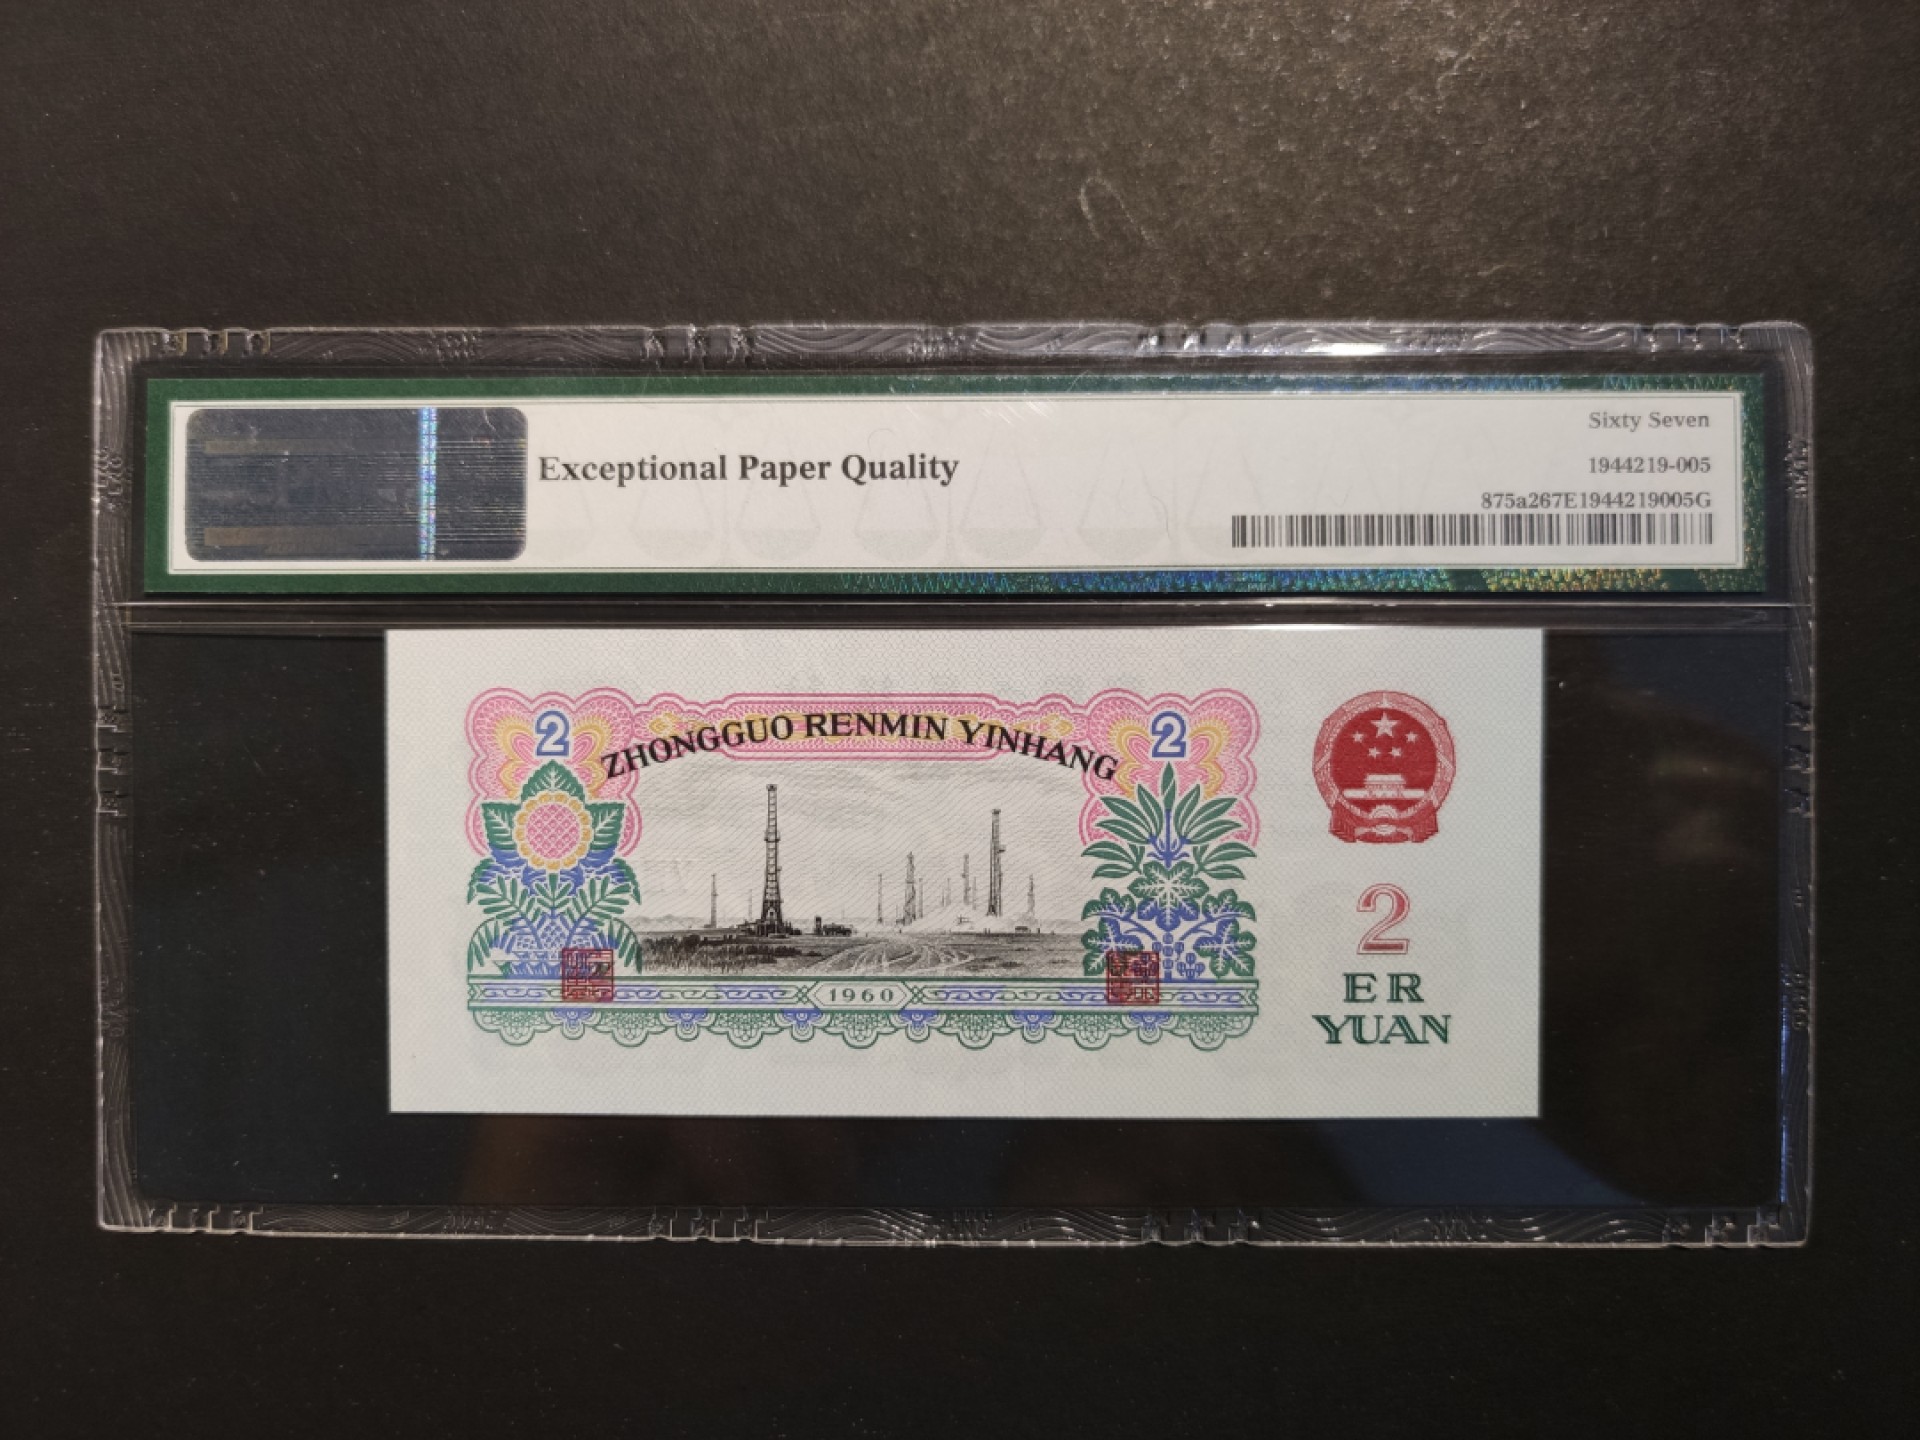 Sixty Seven
Exceptional Paper Quality
1944219-005
875a267E1944219005G
2
ZHONGGUO RENMIN YINHANG
2
2
ER
YUAN
1960